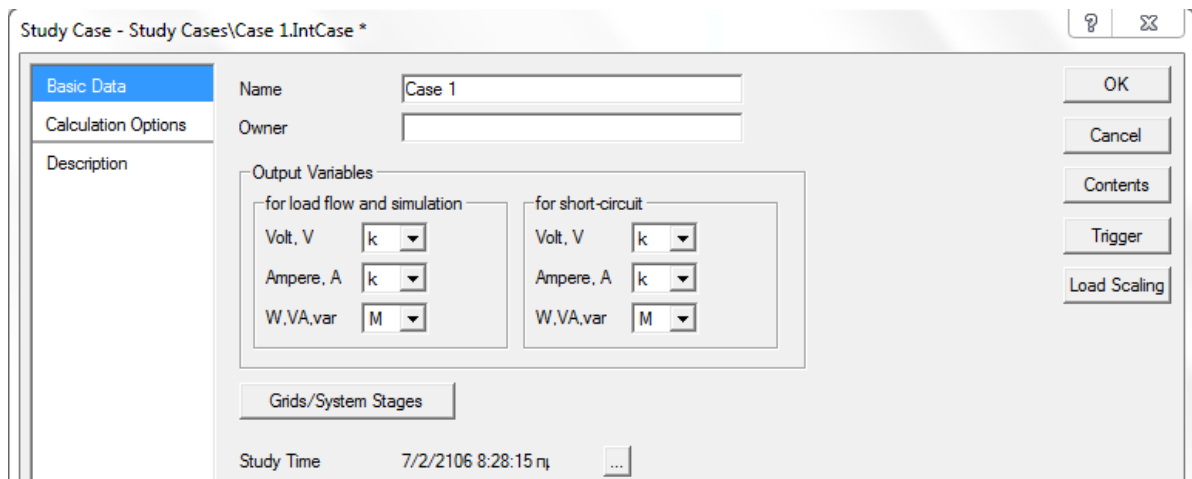 Study Case - Study Cases\Case 1.IntCase *
Basic Data
Calculation Options
Description
Name Case 1
Owner
Output Variables
for load flow and simulation
Volt, V k
Ampere, A k
W,VA,var M
for short-circuit
Volt, V k
Ampere, A k
W,VA,var M
Grids/System Stages
Study Time 7/2/2106 8:28:15 πμ ...
OK
Cancel
Contents
Trigger
Load Scaling